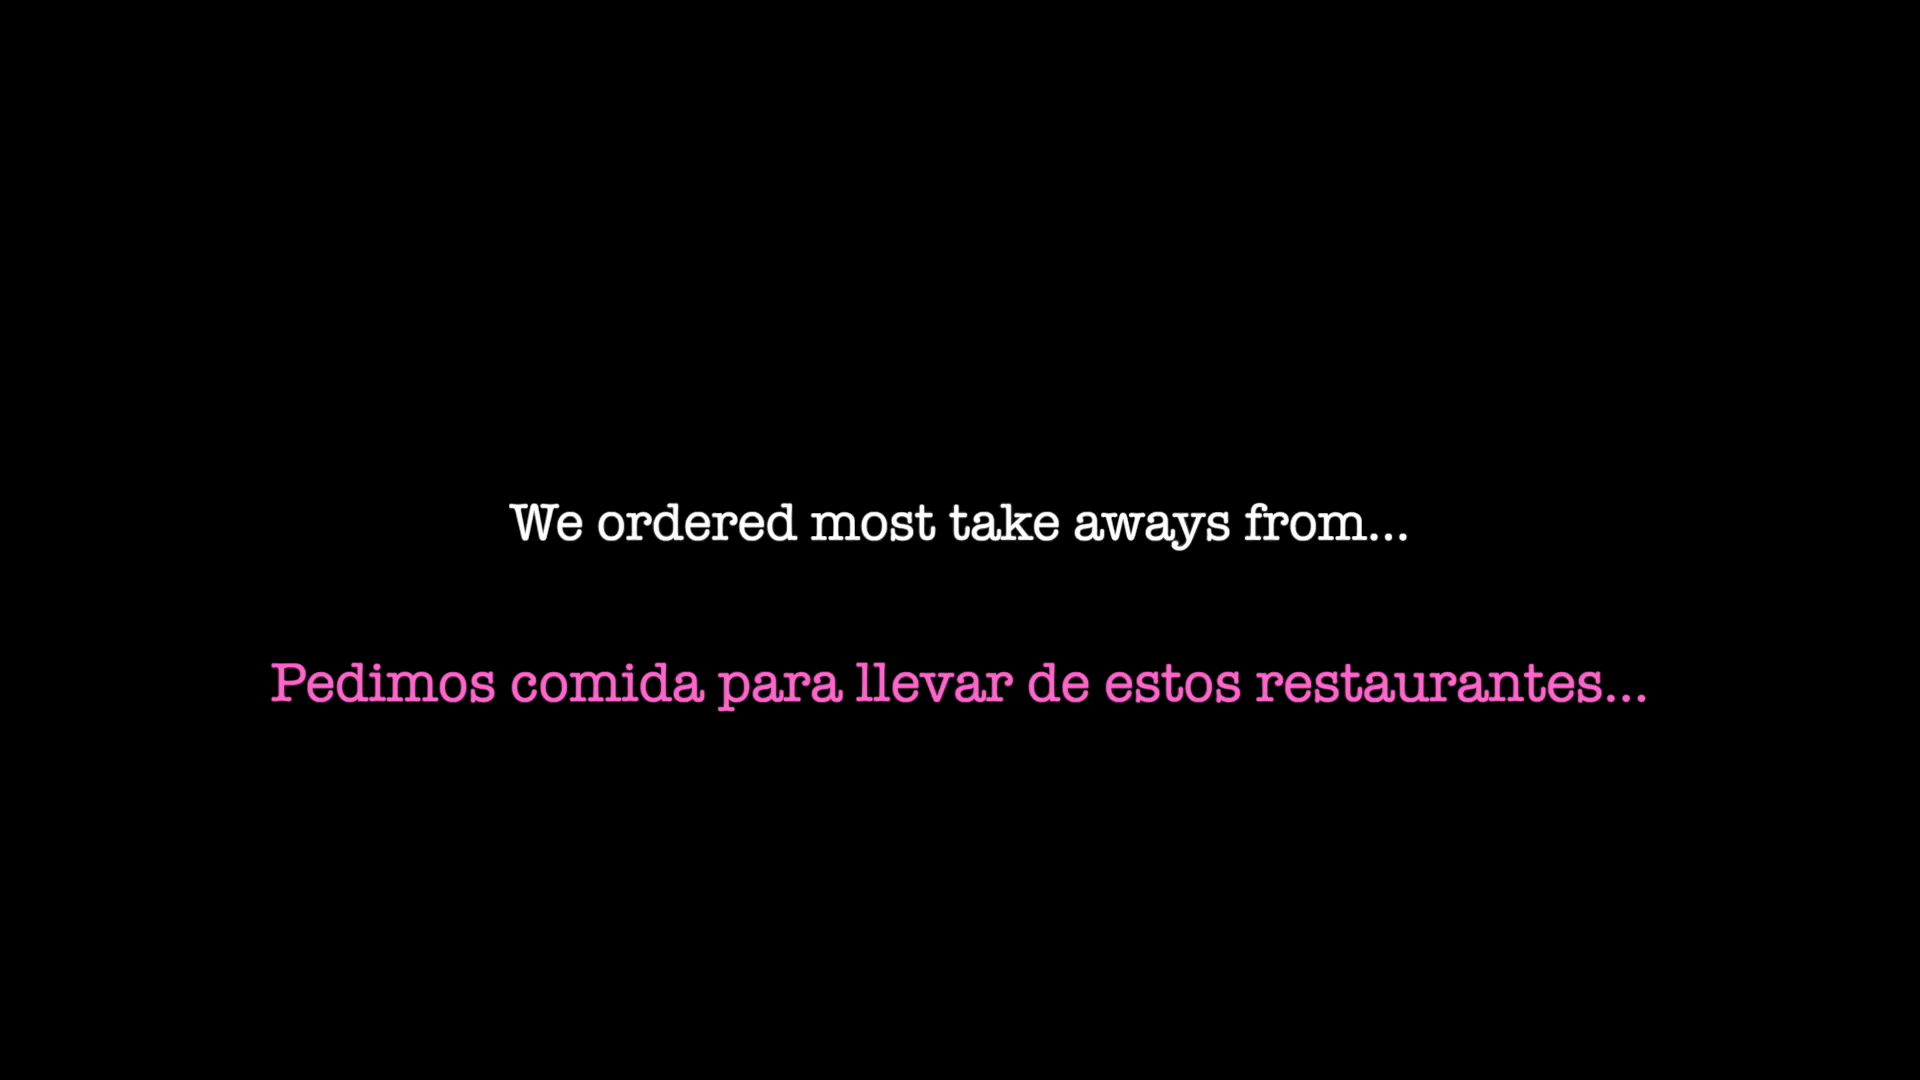 We ordered most take aways from...
Pedimos comida para llevar de estos restaurantes...